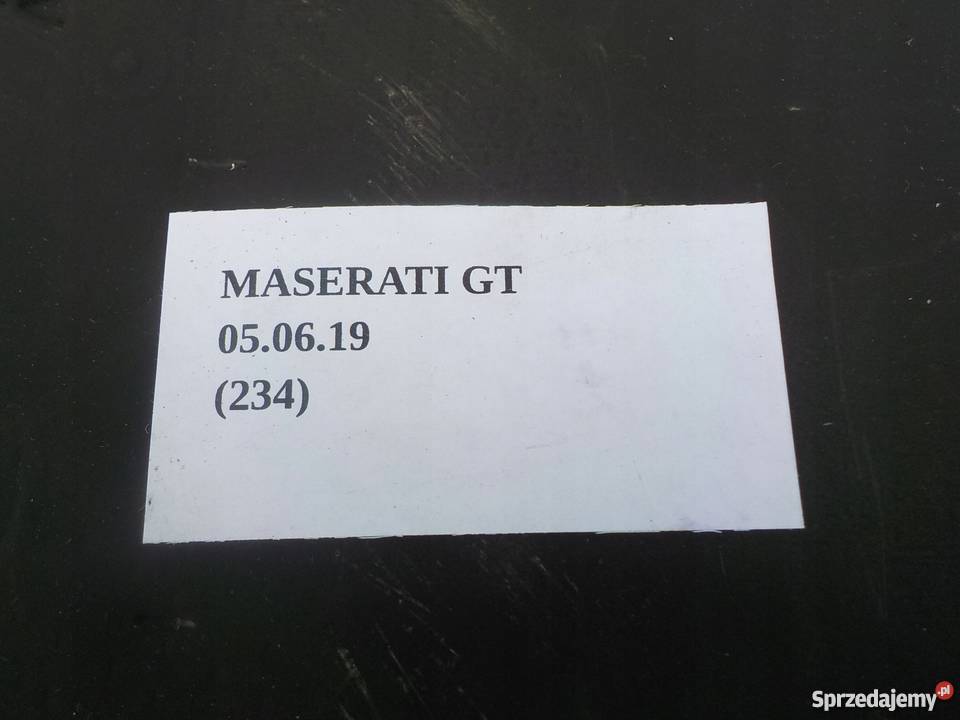 MASERATI GT
05.06.19
(234)
Sprzedajemy.pl